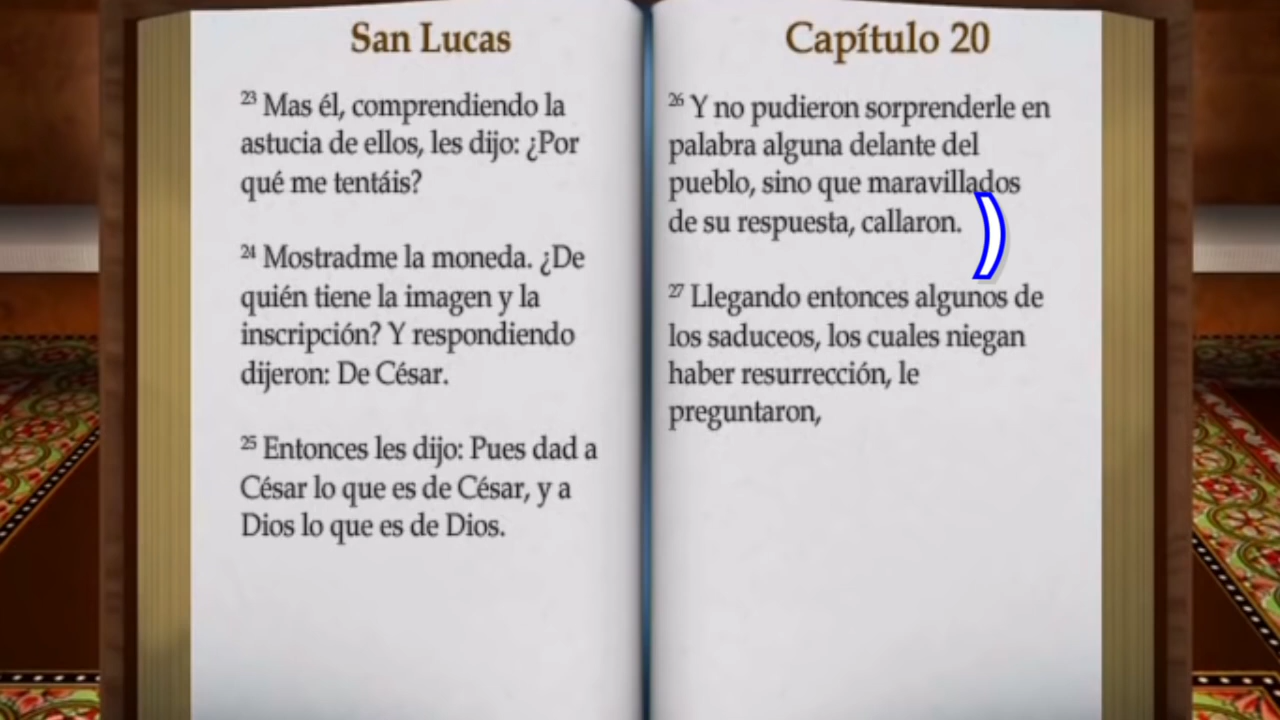 San Lucas
23 Mas él, comprendiendo la
astucia de ellos, les dijo: ¿Por
qué me tentáis?
24 Mostradme la moneda. ¿De
quién tiene la imagen y la
inscripción? Y respondiendo
dijeron: De César.
25 Entonces les dijo: Pues dad a
César lo que es de César, y a
Dios lo que es de Dios.
Capítulo 20
26 Y no pudieron sorprenderle en
palabra alguna delante del
pueblo, sino que maravillados
de su respuesta, callaron.
)
27 Llegando entonces algunos de
los saduceos, los cuales niegan
haber resurrección, le
preguntaron,